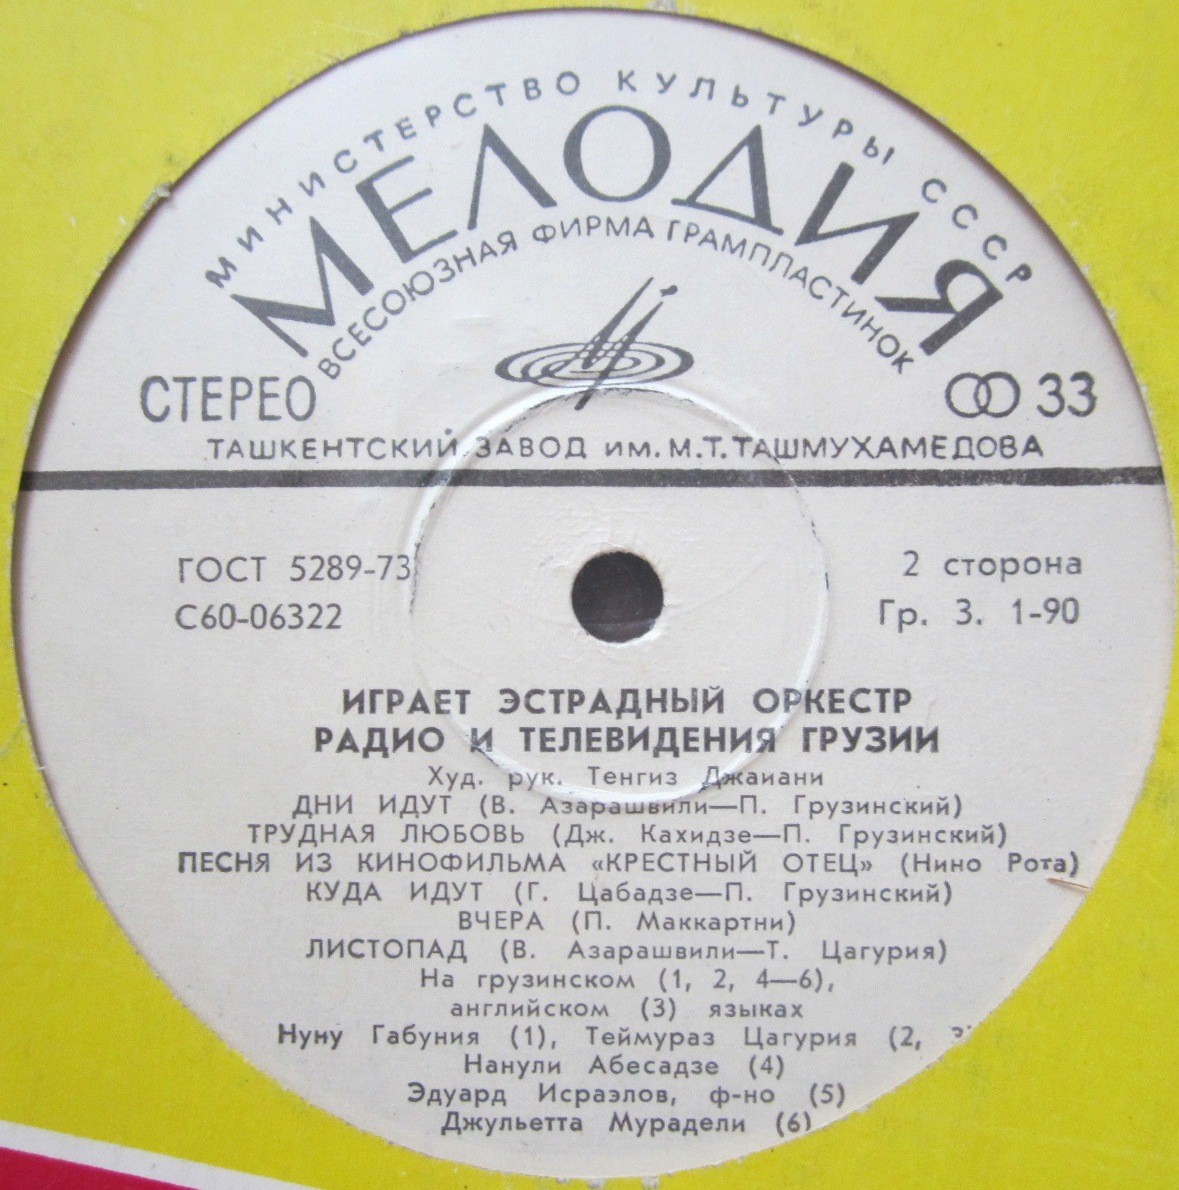 МИНИСТЕРСТВО КУЛЬТУРЫ СССР
МЕЛОДИЯ
ВСЕСОЮЗНАЯ ФИРМА ГРАМПЛАСТИНОК
СТЕРЕО
33
ТАШКЕНТСКИЙ ЗАВОД им. М.Т.ТАШМУХАМЕДОВА
ГОСТ 5289-73
2 сторона
С60-06322
Гр. 3. 1-90
ИГРАЕТ ЭСТРАДНЫЙ ОРКЕСТР
РАДИО И ТЕЛЕВИДЕНИЯ ГРУЗИИ
Худ. рук. Тенгиз Джаиани
ДНИ ИДУТ (В. Азарашвили—П. Грузинский)
ТРУДНАЯ ЛЮБОВЬ (Дж. Кахидзе—П. Грузинский)
ПЕСНЯ ИЗ КИНОФИЛЬМА «КРЕСТНЫЙ ОТЕЦ» (Нино Рота)
КУДА ИДУТ (Г. Цабадзе—П. Грузинский)
ВЧЕРА (П. Маккартни)
ЛИСТОПАД (В. Азарашвили—Т. Цагурия)
На грузинском (1, 2, 4—6),
английском (3) языках
Нуну Габуния (1), Теймураз Цагурия (2, 3)
Нанули Абесадзе (4)
Эдуард Исраэлов, ф-но (5)
Джульетта Мурадели (6)